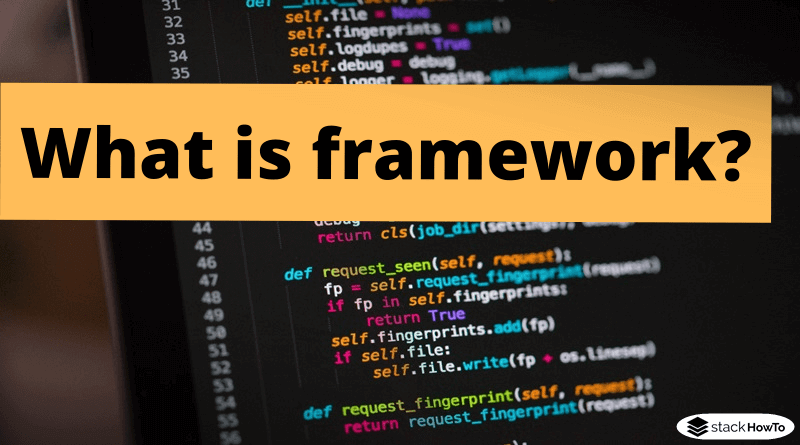 31
def __init__(self,
32
self.file = None
33
self.fingerprints = set()
34
self.logdupes = True
35
self.debug = debug
self.logger = logging.getLogger(__name__)
What is framework?
debug
44
return cls(job_dir(settings), debug)
45
46
47
def request_seen(self, request):
48
fp = self.request_fingerprint(request)
49
if fp in self.fingerprints:
50
return True
51
self.fingerprints.add(fp)
52
if self.file:
53
self.file.write(fp + os.linesep)
54
55
def request_fingerprint(self, request):
56
return request_fingerprint(request)
stackHowTo